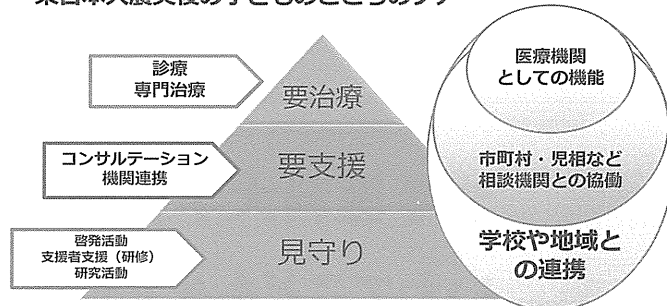 診療
専門治療
要治療
医療機関
としての機能
コンサルテーション
機関連携
要支援
市町村・児相など
相談機関との協働
啓発活動
支援者支援（研修）
研究活動
見守り
学校や地域と
の連携